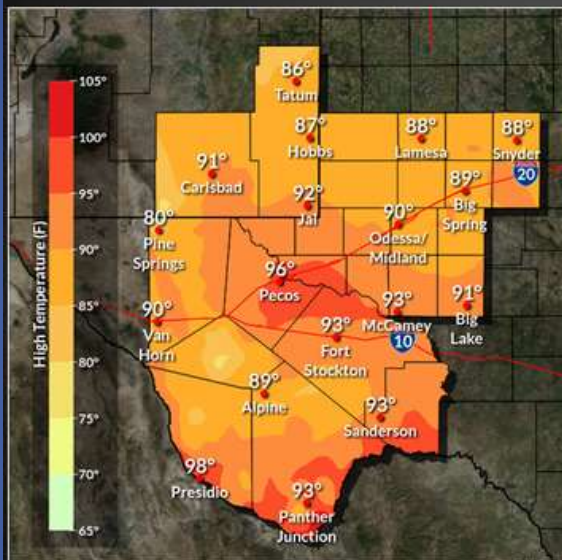 High Temperature (F)
105°
100°
95°
90°
85°
80°
75°
70°
65°
86°
Tatum
87°
Hobbs
88°
Lamesa
88°
Snyder
20
91°
Carlsbad
92°
Jal
89°
Big
Spring
90°
Odessa/
Midland
80°
Pine
Springs
96°
Pecos
93°
McCamey
91°
Big
Lake
90°
Van
Horn
93°
Fort
Stockton
10
89°
Alpine
93°
Sanderson
98°
Presidio
93°
Panther
Junction